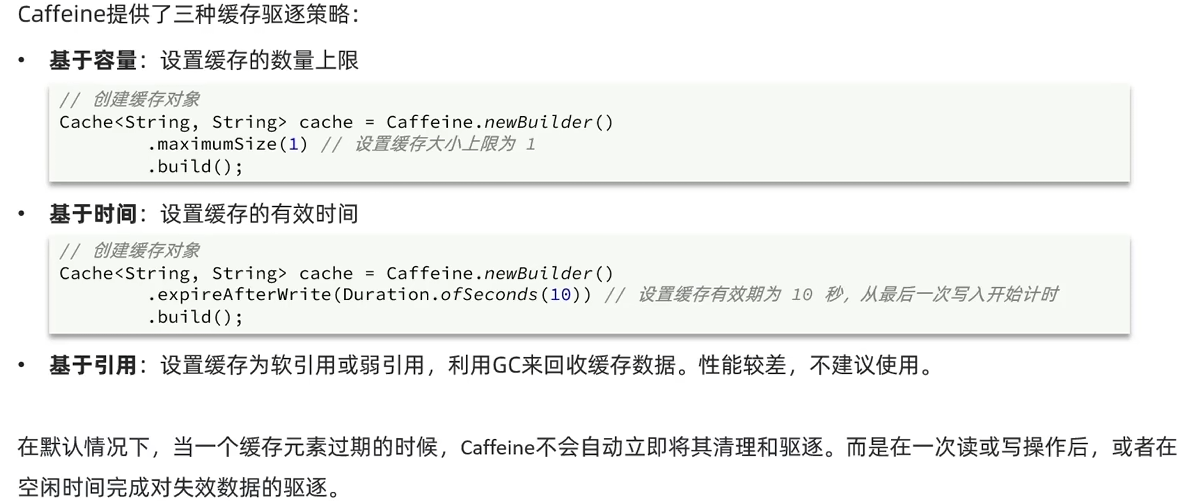 Caffeine提供了三种缓存驱逐策略：
• 基于容量：设置缓存的数量上限
// 创建缓存对象
Cache<String, String> cache = Caffeine.newBuilder()
        .maximumSize(1) // 设置缓存大小上限为 1
        .build();
• 基于时间：设置缓存的有效时间
// 创建缓存对象
Cache<String, String> cache = Caffeine.newBuilder()
        .expireAfterWrite(Duration.ofSeconds(10)) // 设置缓存有效期为 10 秒，从最后一次写入开始计时
        .build();
• 基于引用：设置缓存为软引用或弱引用，利用GC来回收缓存数据。性能较差，不建议使用。
在默认情况下，当一个缓存元素过期的时候，Caffeine不会自动立即将其清理和驱逐。而是在一次读或写操作后，或者在
空闲时间完成对失效数据的驱逐。